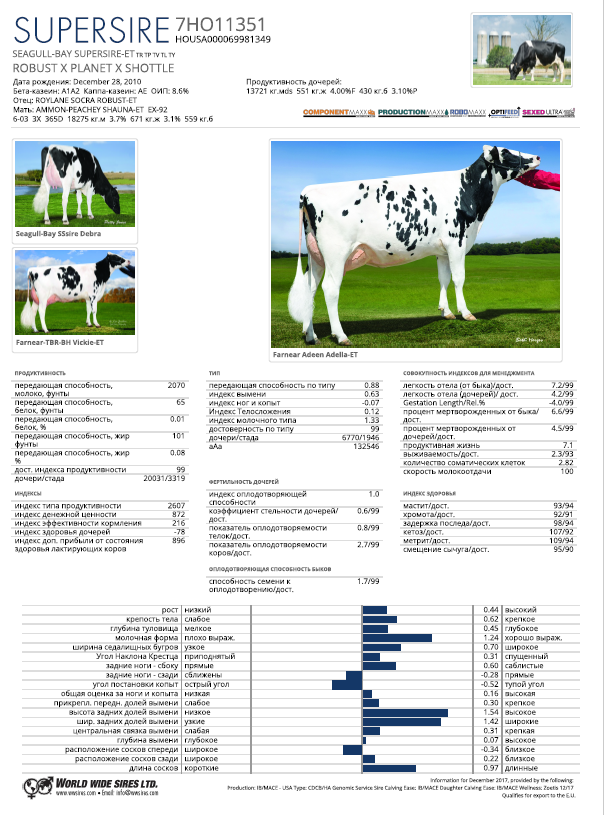 SUPERSIRE 7HO11351
HOUSA000069981349
SEAGULL-BAY SUPERSIRE-ET TR TP TV TL TY
ROBUST X PLANET X SHOTTLE
Дата рождения: December 28, 2010
Бета-казеин: A1A2 Каппа-казеин: AE ОИП: 8.6%
Отец: ROYLANE SOCRA ROBUST-ET
Мать: AMMON-PEACHEY SHAUNA-ET EX-92
6-03 3X 365D 18275 кг.м 3.7% 671 кг.ж 3.1% 559 кг.б
Продуктивность дочерей:
13721 кг.mds 551 кг.ж 4.00%F 430 кг.б 3.10%P
COMPONENTMAXX PRODUCTIONMAXX ROBOMAXX OPTIFEED SEXED ULTRA
Seagull-Bay SSsire Debra
Farnear-TBR-BH Vickie-ET
Farnear Adeen Adella-ET
ПРОДУКТИВНОСТЬ
передающая способность, молоко, фунты 2070
передающая способность, белок, фунты 65
передающая способность, белок, % 0.01
передающая способность, жир фунты 101
передающая способность, жир % 0.08
дост. индекса продуктивности 99
дочери/стада 20031/3319
ИНДЕКСЫ
индекс типа продуктивности 2607
индекс денежной ценности 872
индекс эффективности кормления 216
индекс здоровья дочерей -78
индекс доп. прибыли от состояния здоровья лактирующих коров 896
ТИП
передающая способность по типу 0.88
индекс вымени 0.63
индекс ног и копыт -0.07
Индекс Телосложения 0.12
индекс молочного типа 1.33
достоверность по типу 99
дочери/стада 6770/1946
aAa 132546
ФЕРТИЛЬНОСТЬ ДОЧЕРЕЙ
индекс оплодотворяющей способности 1.0
коэффициент стельности дочерей/дост. 0.6/99
показатель оплодотворяемости телок/дост. 0.8/99
показатель оплодотворяемости коров/дост. 2.7/99
ОПЛОДОТВОРЯЮЩАЯ СПОСОБНОСТЬ БЫКОВ
способность семени к оплодотворению/дост. 1.7/99
СОВОКУПНОСТЬ ИНДЕКСОВ ДЛЯ МЕНЕДЖМЕНТА
легкость отела (от быка)/дост. 7.2/99
легкость отела (дочерей)/ дост. 4.2/99
Gestation Length/Rel.% -4.0/99
процент мертворожденных от быка/дост. 6.6/99
процент мертворожденных от дочерей/дост. 4.5/99
продуктивная жизнь 7.1
выживаемость/дост. 2.3/93
количество соматических клеток 2.82
скорость молокоотдачи 100
ИНДЕКС ЗДОРОВЬЯ
мастит/дост. 93/94
хромота/дост. 92/91
задержка последа/дост. 98/94
кетоз/дост. 107/92
метрит/дост. 109/94
смещение сычуга/дост. 95/90
рост низкий 0.44 высокий
крепость тела слабое 0.62 крепкое
глубина туловища мелкое 0.45 глубокое
молочная форма плохо выраж. 1.24 хорошо выраж.
ширина седалищных бугров узкое 0.70 широкое
Угол Наклона Крестца приподнятый 0.31 спущенный
задние ноги - сбоку прямые 0.60 саблистые
задние ноги - сзади сближены -0.28 прямые
угол постановки копыт острый угол -0.52 тупой угол
общая оценка за ноги и копыта низкая 0.16 высокая
прикрепл. передн. долей вымени слабое 0.30 крепкое
высота задних долей вымени низкое 1.54 высокое
шир. задних долей вымени узкие 1.42 широкие
центральная связка вымени слабая 0.31 крепкая
глубина вымени глубокое 0.07 высокое
расположение сосков спереди широкое -0.34 близкое
расположение сосков сзади широкое 0.22 близкое
длина сосков короткие 0.97 длинные
WORLD WIDE SIRES LTD.
www.wwsires.com • Email: info@wwsires.com
Information for December 2017, provided by the following:
Production: IB/MACE - USA Type: CDCB/HA Genomic Service Sire Calving Ease; IB/MACE Daughter Calving Ease; IB/MACE Wellness: Zoetis 12/17
Qualifies for export to the E.U.